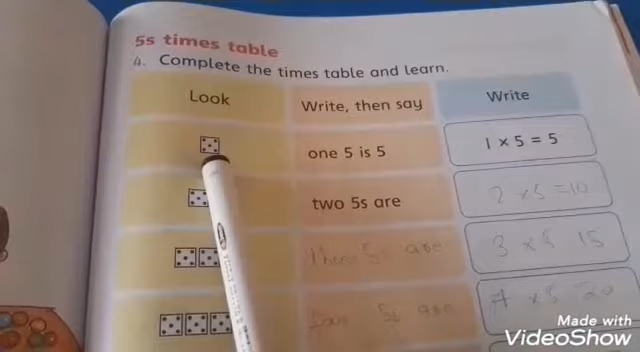 5s times table
4. Complete the times table and learn.
Look
Write, then say
Write
one 5 is 5
1 × 5 = 5
two 5s are
2 × 5 = 10
three 5s are
3 × 5 15
5s are
4 × 5 20
Made with
VideoShow